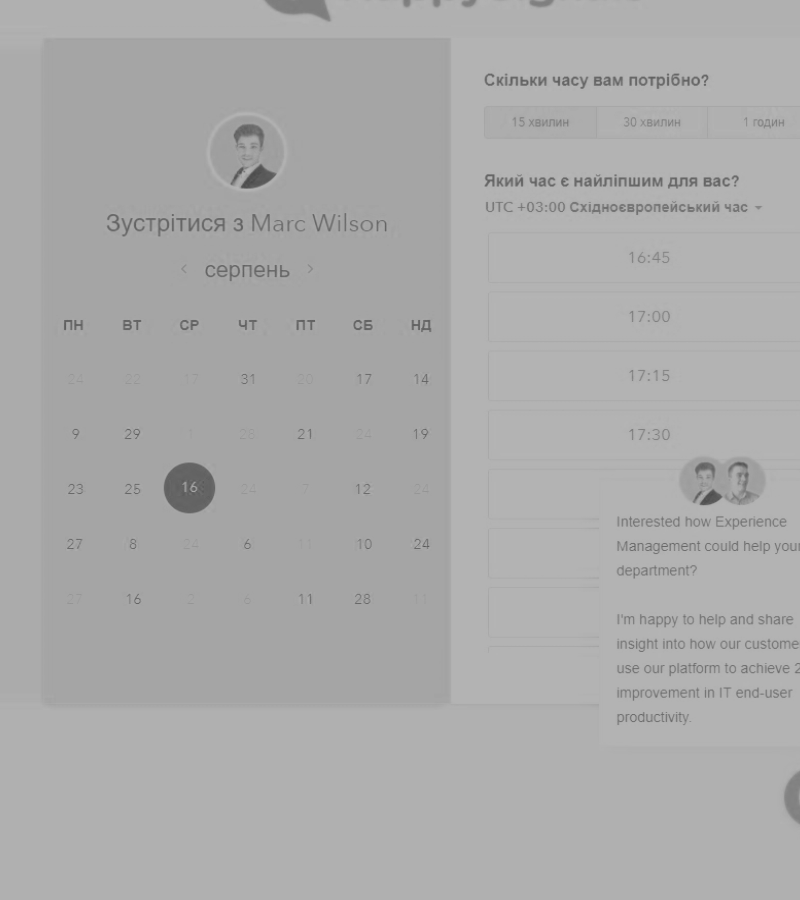 Скільки часу вам потрібно?
15 хвилин 30 хвилин 1 годин
Який час є найліпшим для вас?
UTC +03:00 Східноєвропейський час
Зустрітися з Marc Wilson
серпень
ПН ВТ СР ЧТ ПТ СБ НД
24 22 17 31 20 17 14
9 29 1 28 21 24 19
23 25 16 24 7 12 24
27 8 24 6 11 10 24
27 16 2 6 11 28 11
16:45
17:00
17:15
17:30
Interested how Experience
Management could help your
department?
I'm happy to help and share
insight into how our custome
use our platform to achieve 2
improvement in IT end-user
productivity.